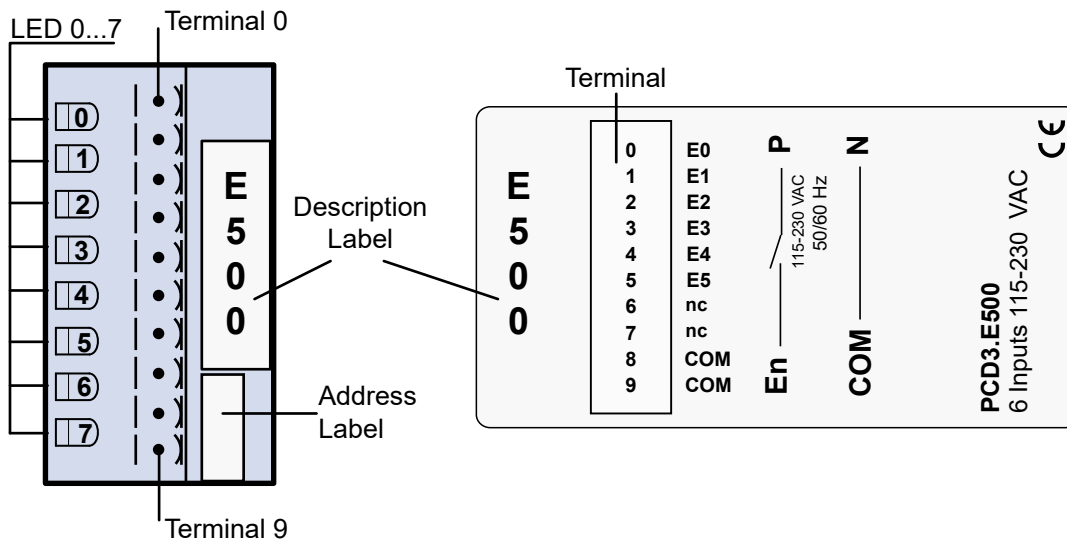 LED 0...7
Terminal 0
0
1
2
3
4
5
6
7
E
5
0
0
Description
Label
Address
Label
Terminal 9
Terminal
E
5
0
0
0 E0
1 E1
2 E2
3 E3
4 E4
5 E5
6 nc
7 nc
8 COM
9 COM
En P
115-230 VAC
50/60 Hz
COM N
PCD3.E500
6 Inputs 115-230 VAC
CE